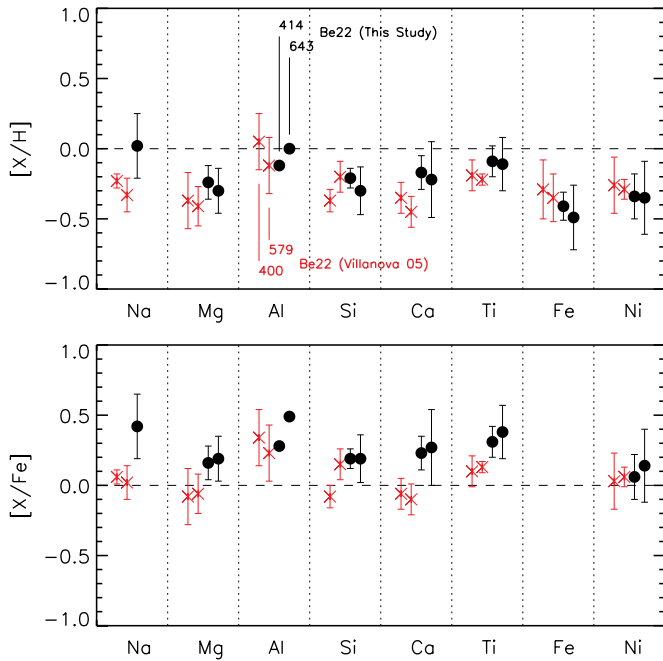 1.0
414
Be22 (This Study)
643
0.5
[X/H]
0.0
−0.5
579
Be22 (Villanova 05)
400
−1.0
Na Mg Al Si Ca Ti Fe Ni
1.0
0.5
[X/Fe]
0.0
−0.5
−1.0
Na Mg Al Si Ca Ti Fe Ni